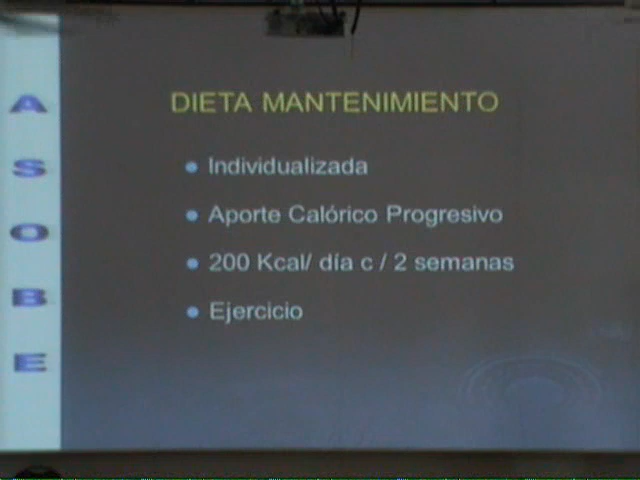 A
S
O
B
E
DIETA MANTENIMIENTO
Individualizada
Aporte Calórico Progresivo
200 Kcal/ día c / 2 semanas
Ejercicio